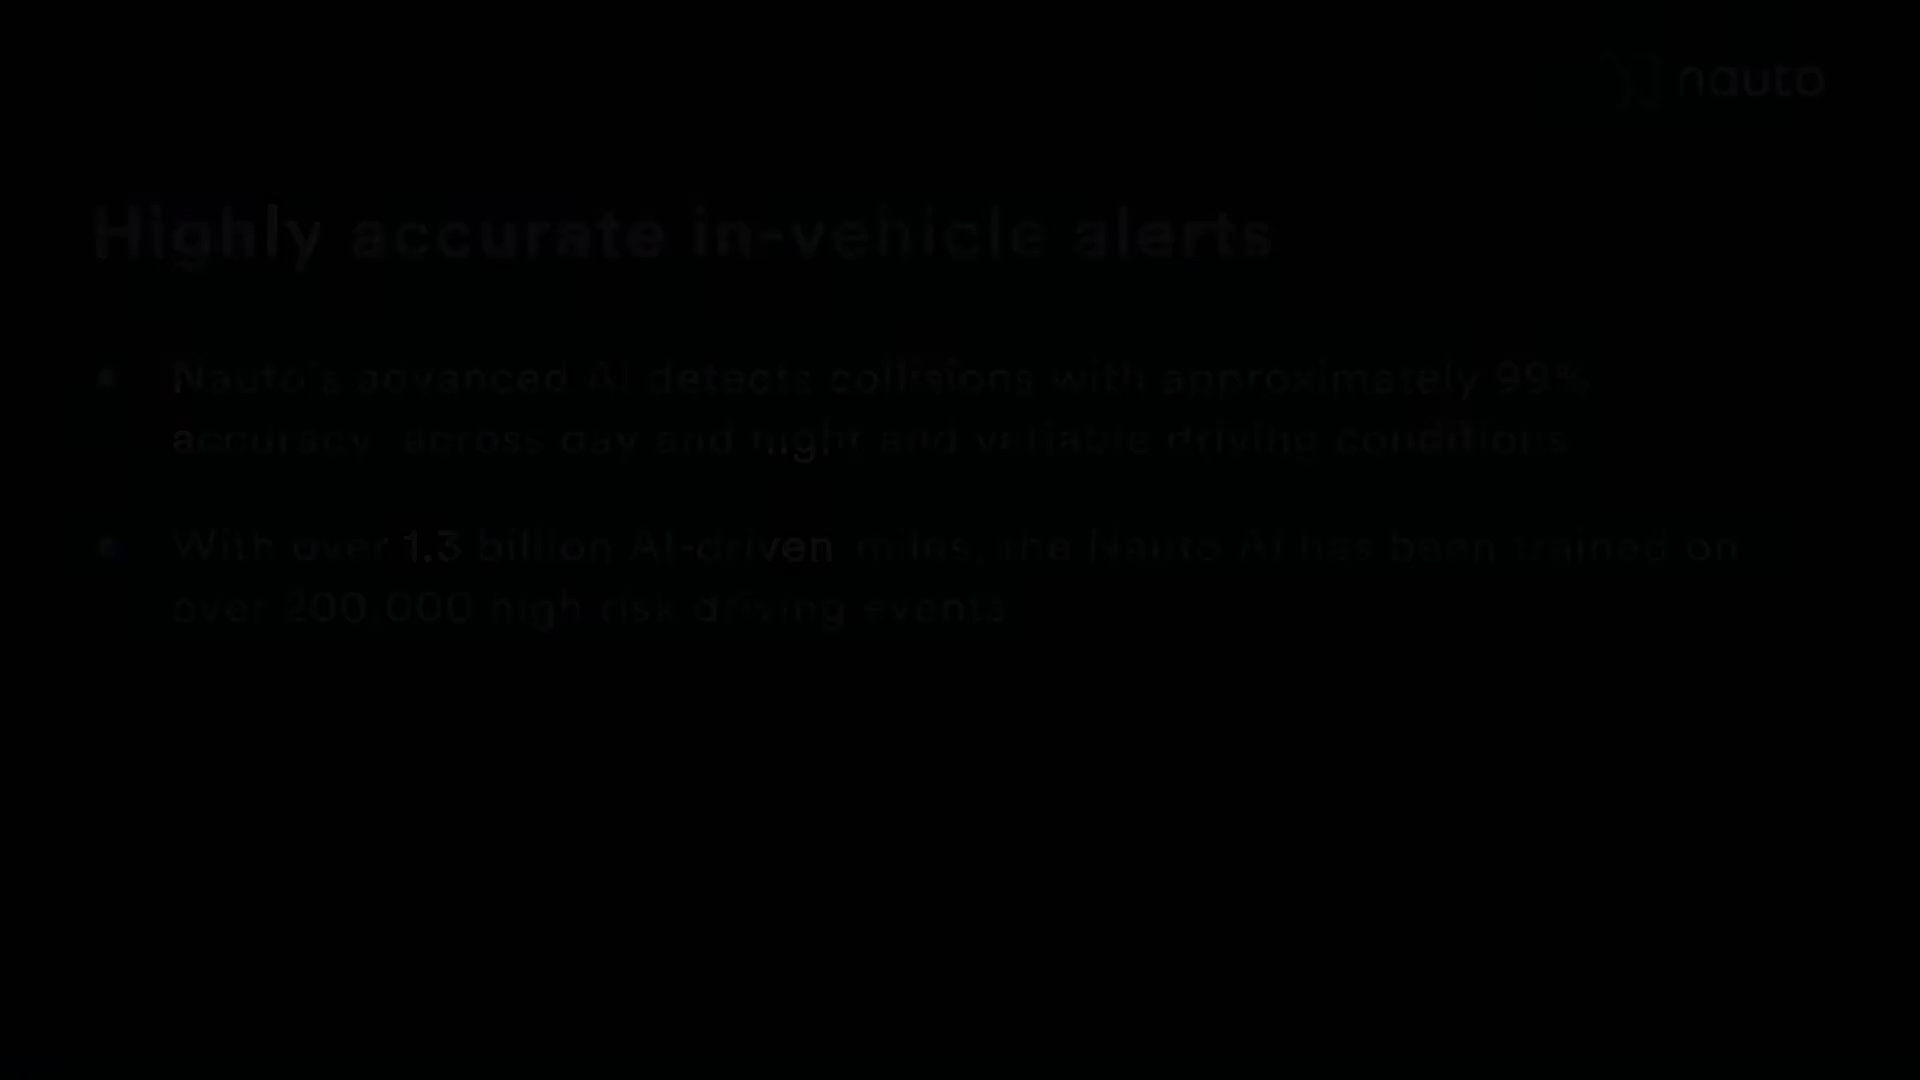 nauto
Highly accurate in-vehicle alerts
• Nauto's advanced AI detects collisions with approximately 99%
accuracy, across day and night and variable driving conditions
• With over 1.3 billion AI-driven miles, the Nauto AI has been trained on
over 200,000 high risk driving events